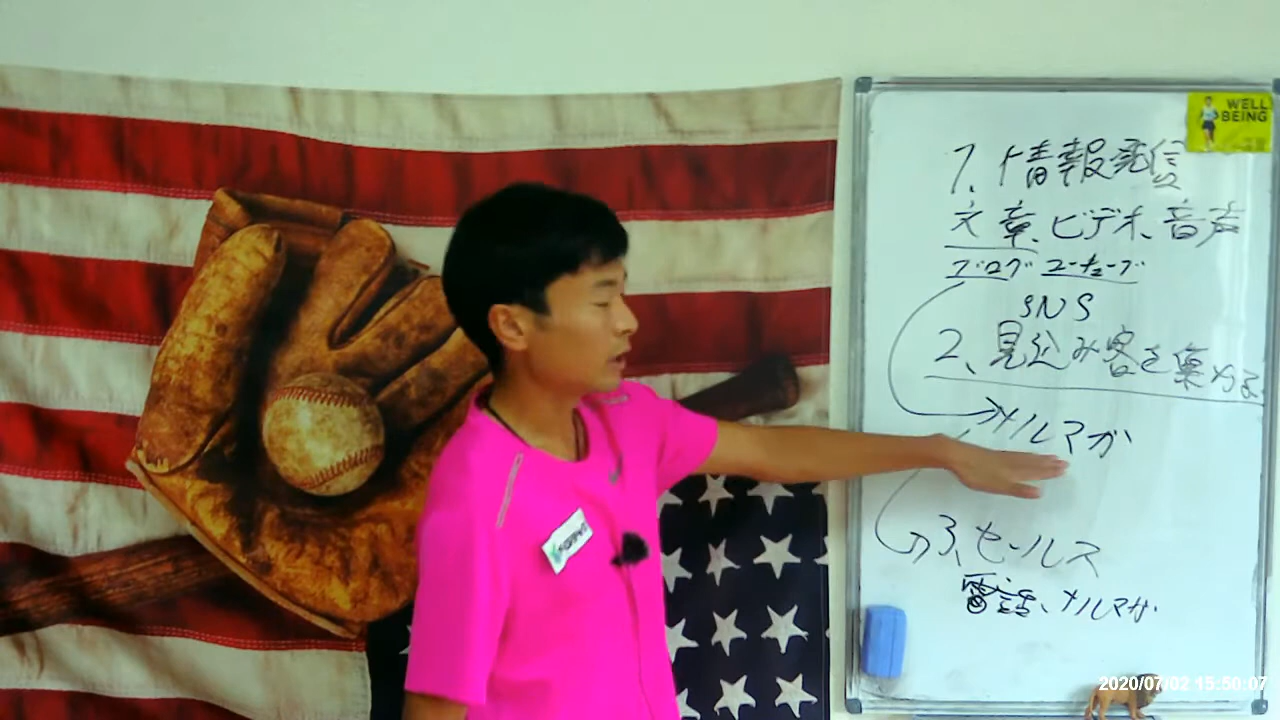 WELL
BEING
1、情報発信
文章、ビデオ、音声
ブログ ユーチューブ
SNS
2、見込み客を集める
メルマガ
3、セールス
電話、メルマガ
2020/07/02 15:50:07